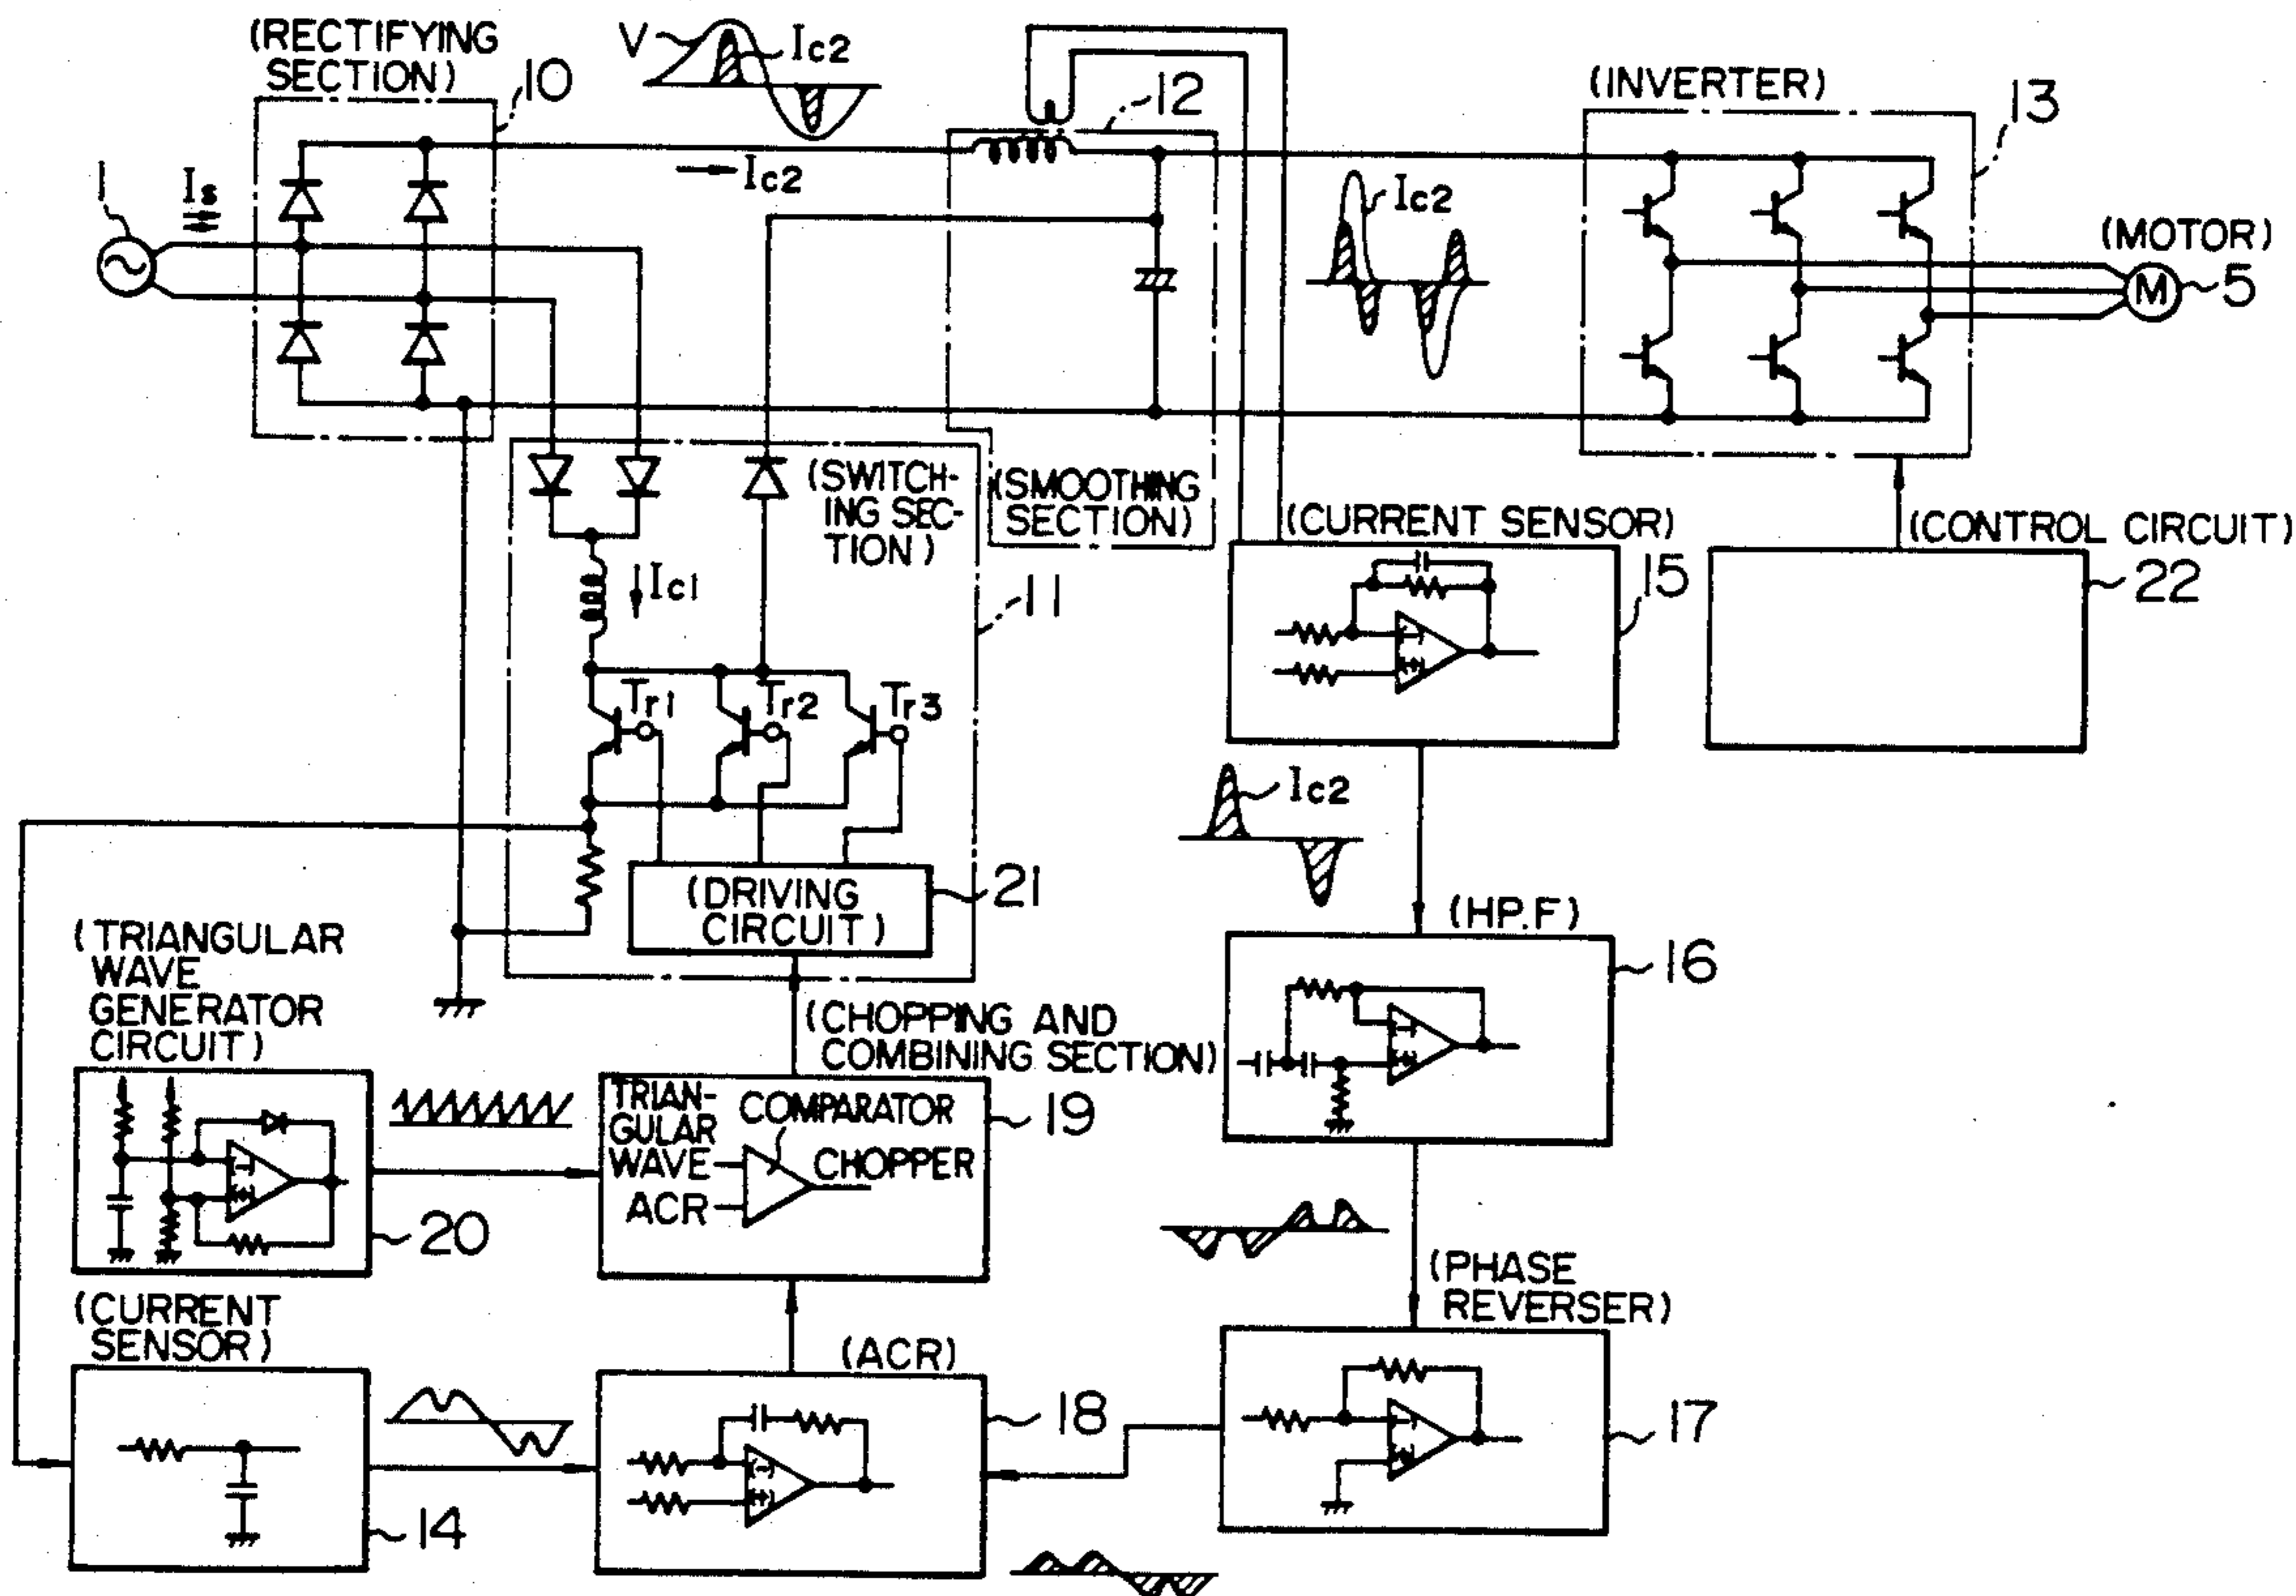 (RECTIFYING
SECTION)
10
V
Ic2
12
(INVERTER)
13
1
Is
Ic2
Ic2
(MOTOR)
M
5
(SWITCH-
ING SEC-
TION)
(SMOOTHING
SECTION)
(CURRENT SENSOR)
(CONTROL CIRCUIT)
15
22
Ic1
11
(-)
(+)
Tr1
Tr2
Tr3
Ic2
(DRIVING
CIRCUIT)
21
(H.P.F)
16
(-)
(+)
(TRIANGULAR
WAVE
GENERATOR
CIRCUIT)
(CHOPPING AND
COMBINING SECTION)
TRIAN-
GULAR
WAVE
COMPARATOR
CHOPPER
ACR
19
(-)
(+)
20
(PHASE
REVERSER)
(CURRENT
SENSOR)
(ACR)
14
(-)
(+)
18
(-)
(+)
17